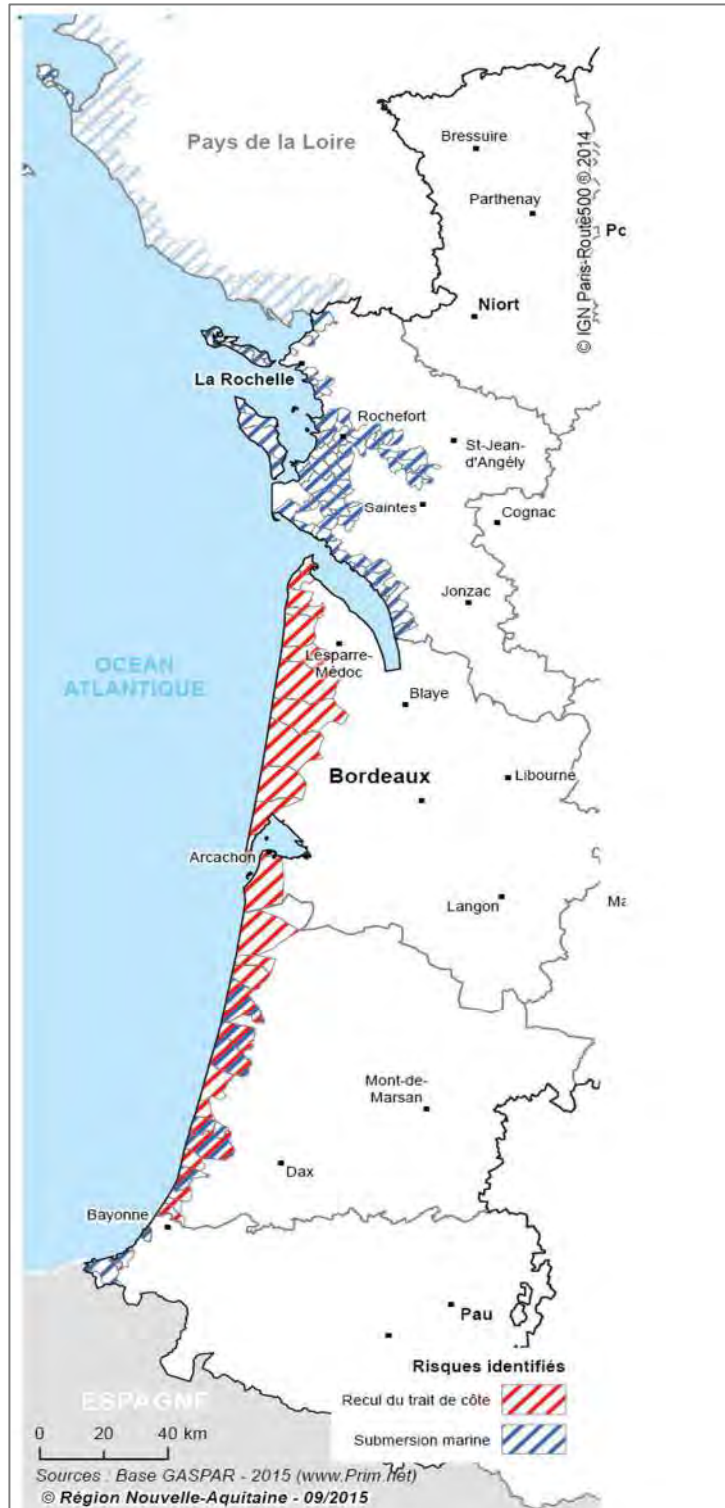 Pays de la Loire
Bressuire
Parthenay
© IGN Paris-Route500 ® 2014
Pc
Niort
La Rochelle
Rochefort
St-Jean-
d'Angély
Saintes
Cognac
Jonzac
OCEAN
ATLANTIQUE
Lesparre-
Médoc
Blaye
Bordeaux
Libourne
Arcachon
Langon
Ma
Mont-de-
Marsan
Dax
Bayonne
Pau
Risques identifiés
ESPAGNE
Recul du trait de côte
0 20 40 km
Submersion marine
Sources : Base GASPAR - 2015 (www.Prim.net)
© Région Nouvelle-Aquitaine - 09/2015